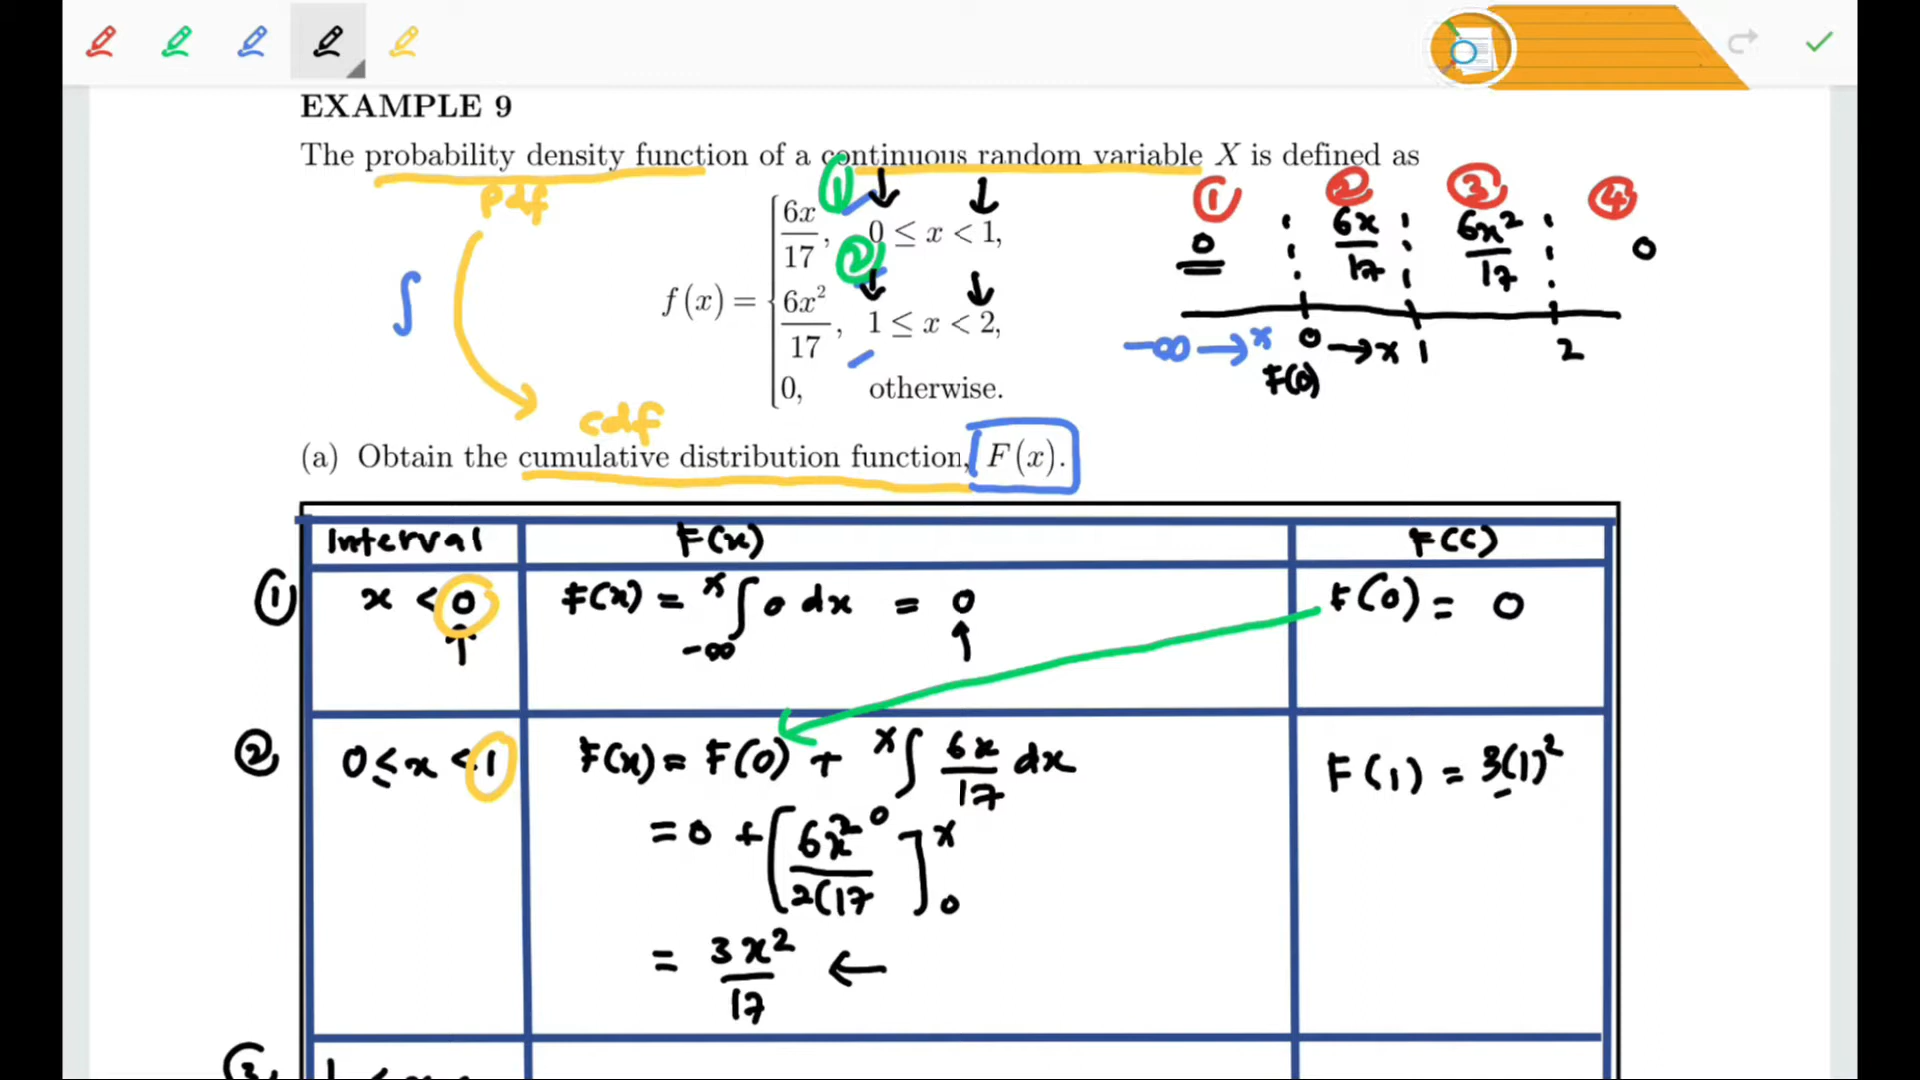 EXAMPLE 9
The probability density function of a continuous random variable X is defined as
pdf
f(x) =
① 6x/17, 0 ≤ x < 1,
② 6x²/17, 1 ≤ x < 2,
0, otherwise.
① ② ③ ④
0 6x/17 6x²/17 0
-∞ → x 0 → x 1 2
F(0)
∫
cdf
(a) Obtain the cumulative distribution function, F(x).
Interval F(x) F(C)
① x < 0 F(x) = ∫_{-∞}^{x} 0 dx = 0 F(0) = 0
② 0 ≤ x < 1 F(x) = F(0) + ∫_0^x 6x/17 dx F(1) = 3(1)²
= 0 + [6x²/2(17]_0^x
= 3x²/17 ←